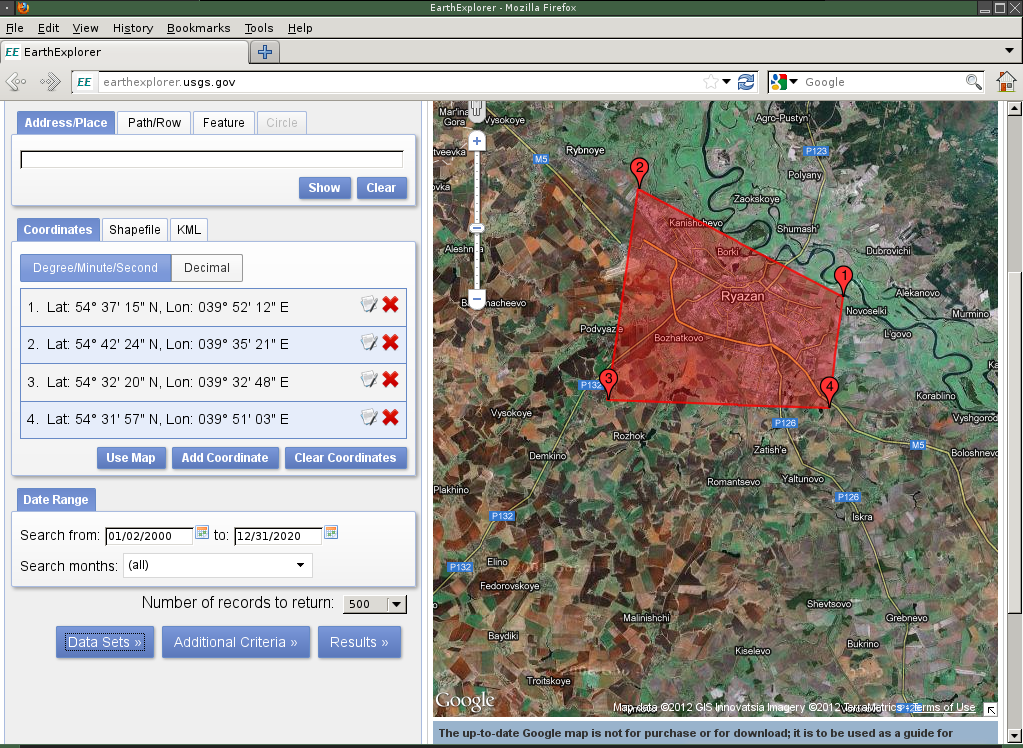 EarthExplorer - Mozilla Firefox
File Edit View History Bookmarks Tools Help
EE EarthExplorer
EE earthexplorer.usgs.gov
Google
Address/Place Path/Row Feature Circle
Show Clear
Coordinates Shapefile KML
Degree/Minute/Second Decimal
1. Lat: 54° 37' 15" N, Lon: 039° 52' 12" E
2. Lat: 54° 42' 24" N, Lon: 039° 35' 21" E
3. Lat: 54° 32' 20" N, Lon: 039° 32' 48" E
4. Lat: 54° 31' 57" N, Lon: 039° 51' 03" E
Use Map Add Coordinate Clear Coordinates
Date Range
Search from: 01/02/2000 to: 12/31/2020
Search months: (all)
Number of records to return: 500
Data Sets » Additional Criteria » Results »
Mar'ina
Gora
Vysokoye
Agro-Pustyn
Rybnoye
M5
P123
2
Polyany
Zaokskoye
Kanishchevo
Shumash'
Borki
Dubrovichi
1
Ryazan
Alekanovo
Novoselki
Murmino
L'govo
Bozhatkovo
3
P132
4
Korablino
Vysokoye
P126
Vyshgorod
Rozhok
M5
Demkino
Zatish'e
Romantsevo
Yaltunovo
Plakhino
P126
P132
Iskra
Elino
P132
Fedorovskoye
Shevtsovo
Malinishchi
Grebnevo
Baydiki
Bukrino
Kiselevo
Troitskoye
Google
Map data ©2012 GIS Innovatsia Imagery ©2012 TerraMetrics - Terms of Use
The up-to-date Google map is not for purchase or for download; it is to be used as a guide for